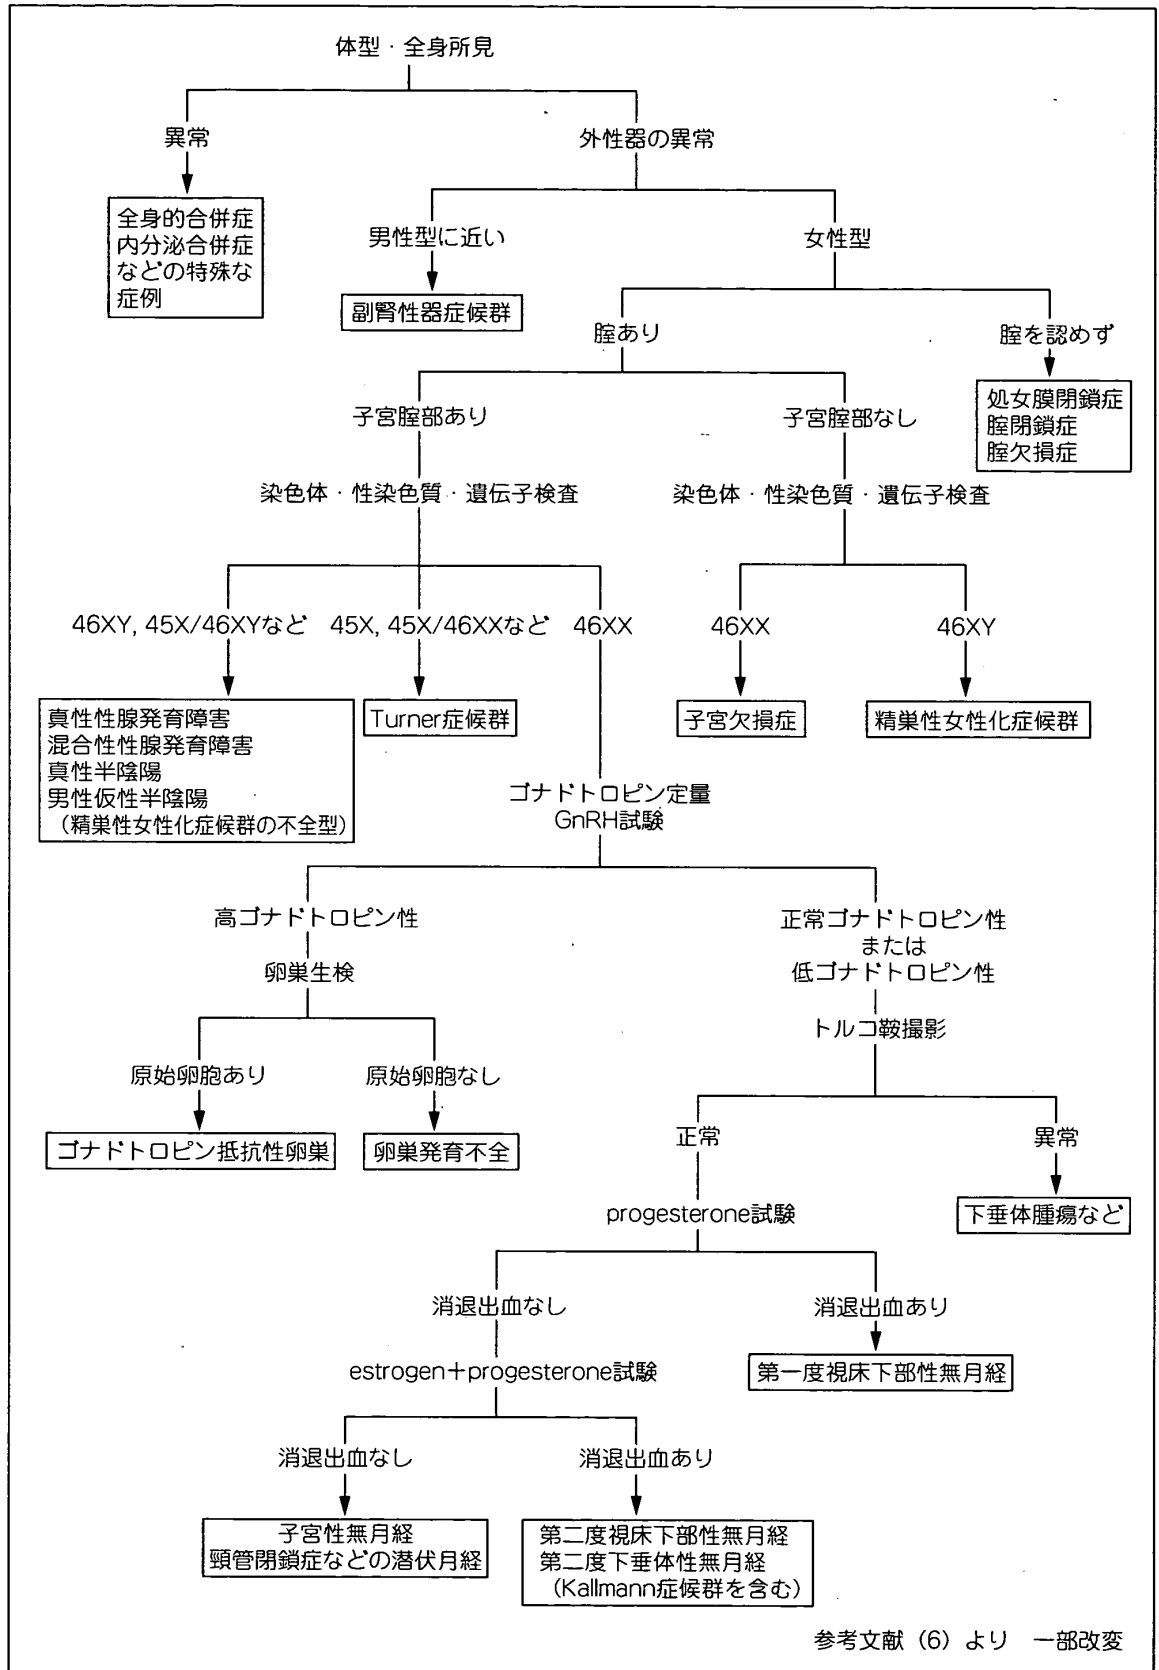 体型・全身所見
異常
外性器の異常
全身的合併症
内分泌合併症
などの特殊な
症例
男性型に近い
女性型
副腎性器症候群
腟あり
腟を認めず
処女膜閉鎖症
腟閉鎖症
腟欠損症
子宮腟部あり
子宮腟部なし
染色体・性染色質・遺伝子検査
染色体・性染色質・遺伝子検査
46XY, 45X/46XYなど
45X, 45X/46XXなど
46XX
46XX
46XY
真性性腺発育障害
混合性性腺発育障害
真性半陰陽
男性仮性半陰陽
（精巣性女性化症候群の不全型）
Turner症候群
子宮欠損症
精巣性女性化症候群
ゴナドトロピン定量
GnRH試験
高ゴナドトロピン性
正常ゴナドトロピン性
または
低ゴナドトロピン性
卵巣生検
トルコ鞍撮影
原始卵胞あり
原始卵胞なし
ゴナドトロピン抵抗性卵巣
卵巣発育不全
正常
異常
progesterone試験
下垂体腫瘍など
消退出血なし
消退出血あり
estrogen＋progesterone試験
第一度視床下部性無月経
消退出血なし
消退出血あり
子宮性無月経
頸管閉鎖症などの潜伏月経
第二度視床下部性無月経
第二度下垂体性無月経
（Kallmann症候群を含む）
参考文献（6）より　一部改変